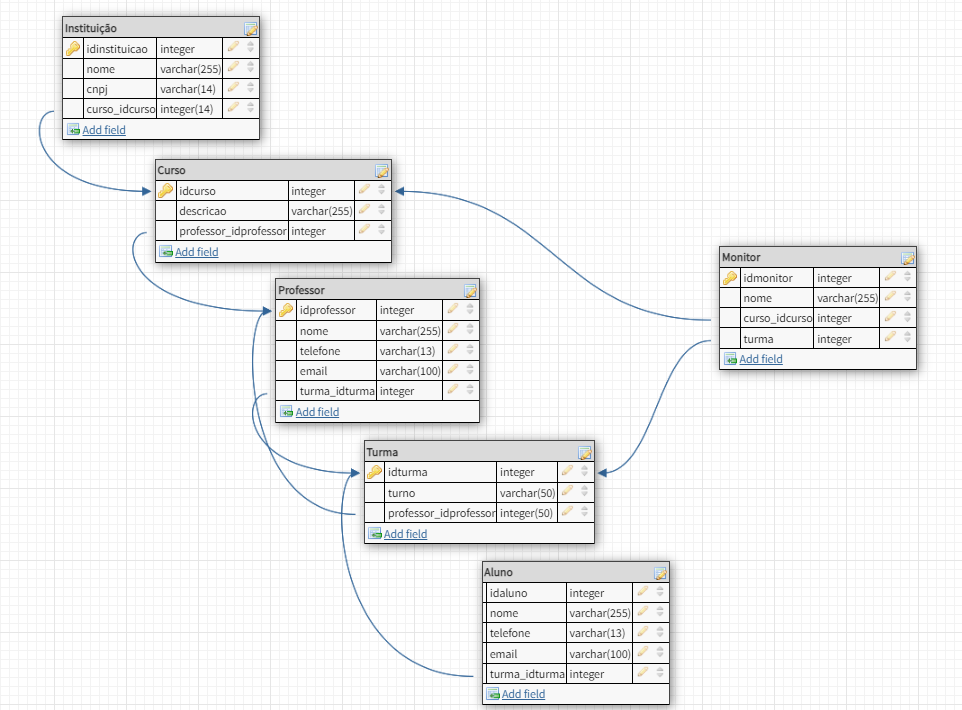 Instituição
idinstituicao integer
nome varchar(255)
cnpj varchar(14)
curso_idcurso integer(14)
Add field
Curso
idcurso integer
descricao varchar(255)
professor_idprofessor integer
Add field
Monitor
idmonitor integer
nome varchar(255)
curso_idcurso integer
turma integer
Add field
Professor
idprofessor integer
nome varchar(255)
telefone varchar(13)
email varchar(100)
turma_idturma integer
Add field
Turma
idturma integer
turno varchar(50)
professor_idprofessor integer(50)
Add field
Aluno
idaluno integer
nome varchar(255)
telefone varchar(13)
email varchar(100)
turma_idturma integer
Add field